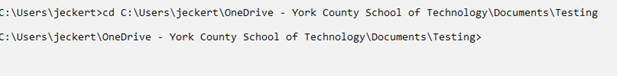 C:\Users\jeckert>cd C:\Users\jeckert\OneDrive - York County School of Technology\Documents\Testing
C:\Users\jeckert\OneDrive - York County School of Technology\Documents\Testing>